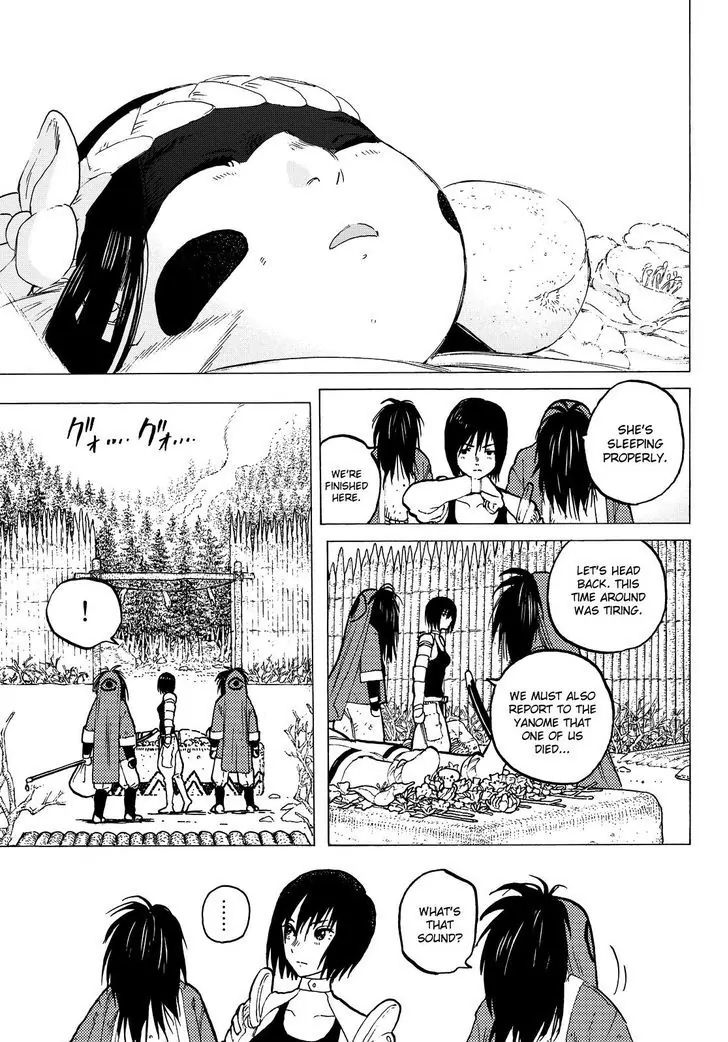 SHE'S
SLEEPING
PROPERLY.
WE'RE
FINISHED
HERE.
LET'S HEAD
BACK. THIS
TIME AROUND
WAS TIRING.
WE MUST ALSO
REPORT TO THE
YANOME THAT
ONE OF US
DIED...
グォ.... グォ....
!
WHAT'S
THAT
SOUND?
......